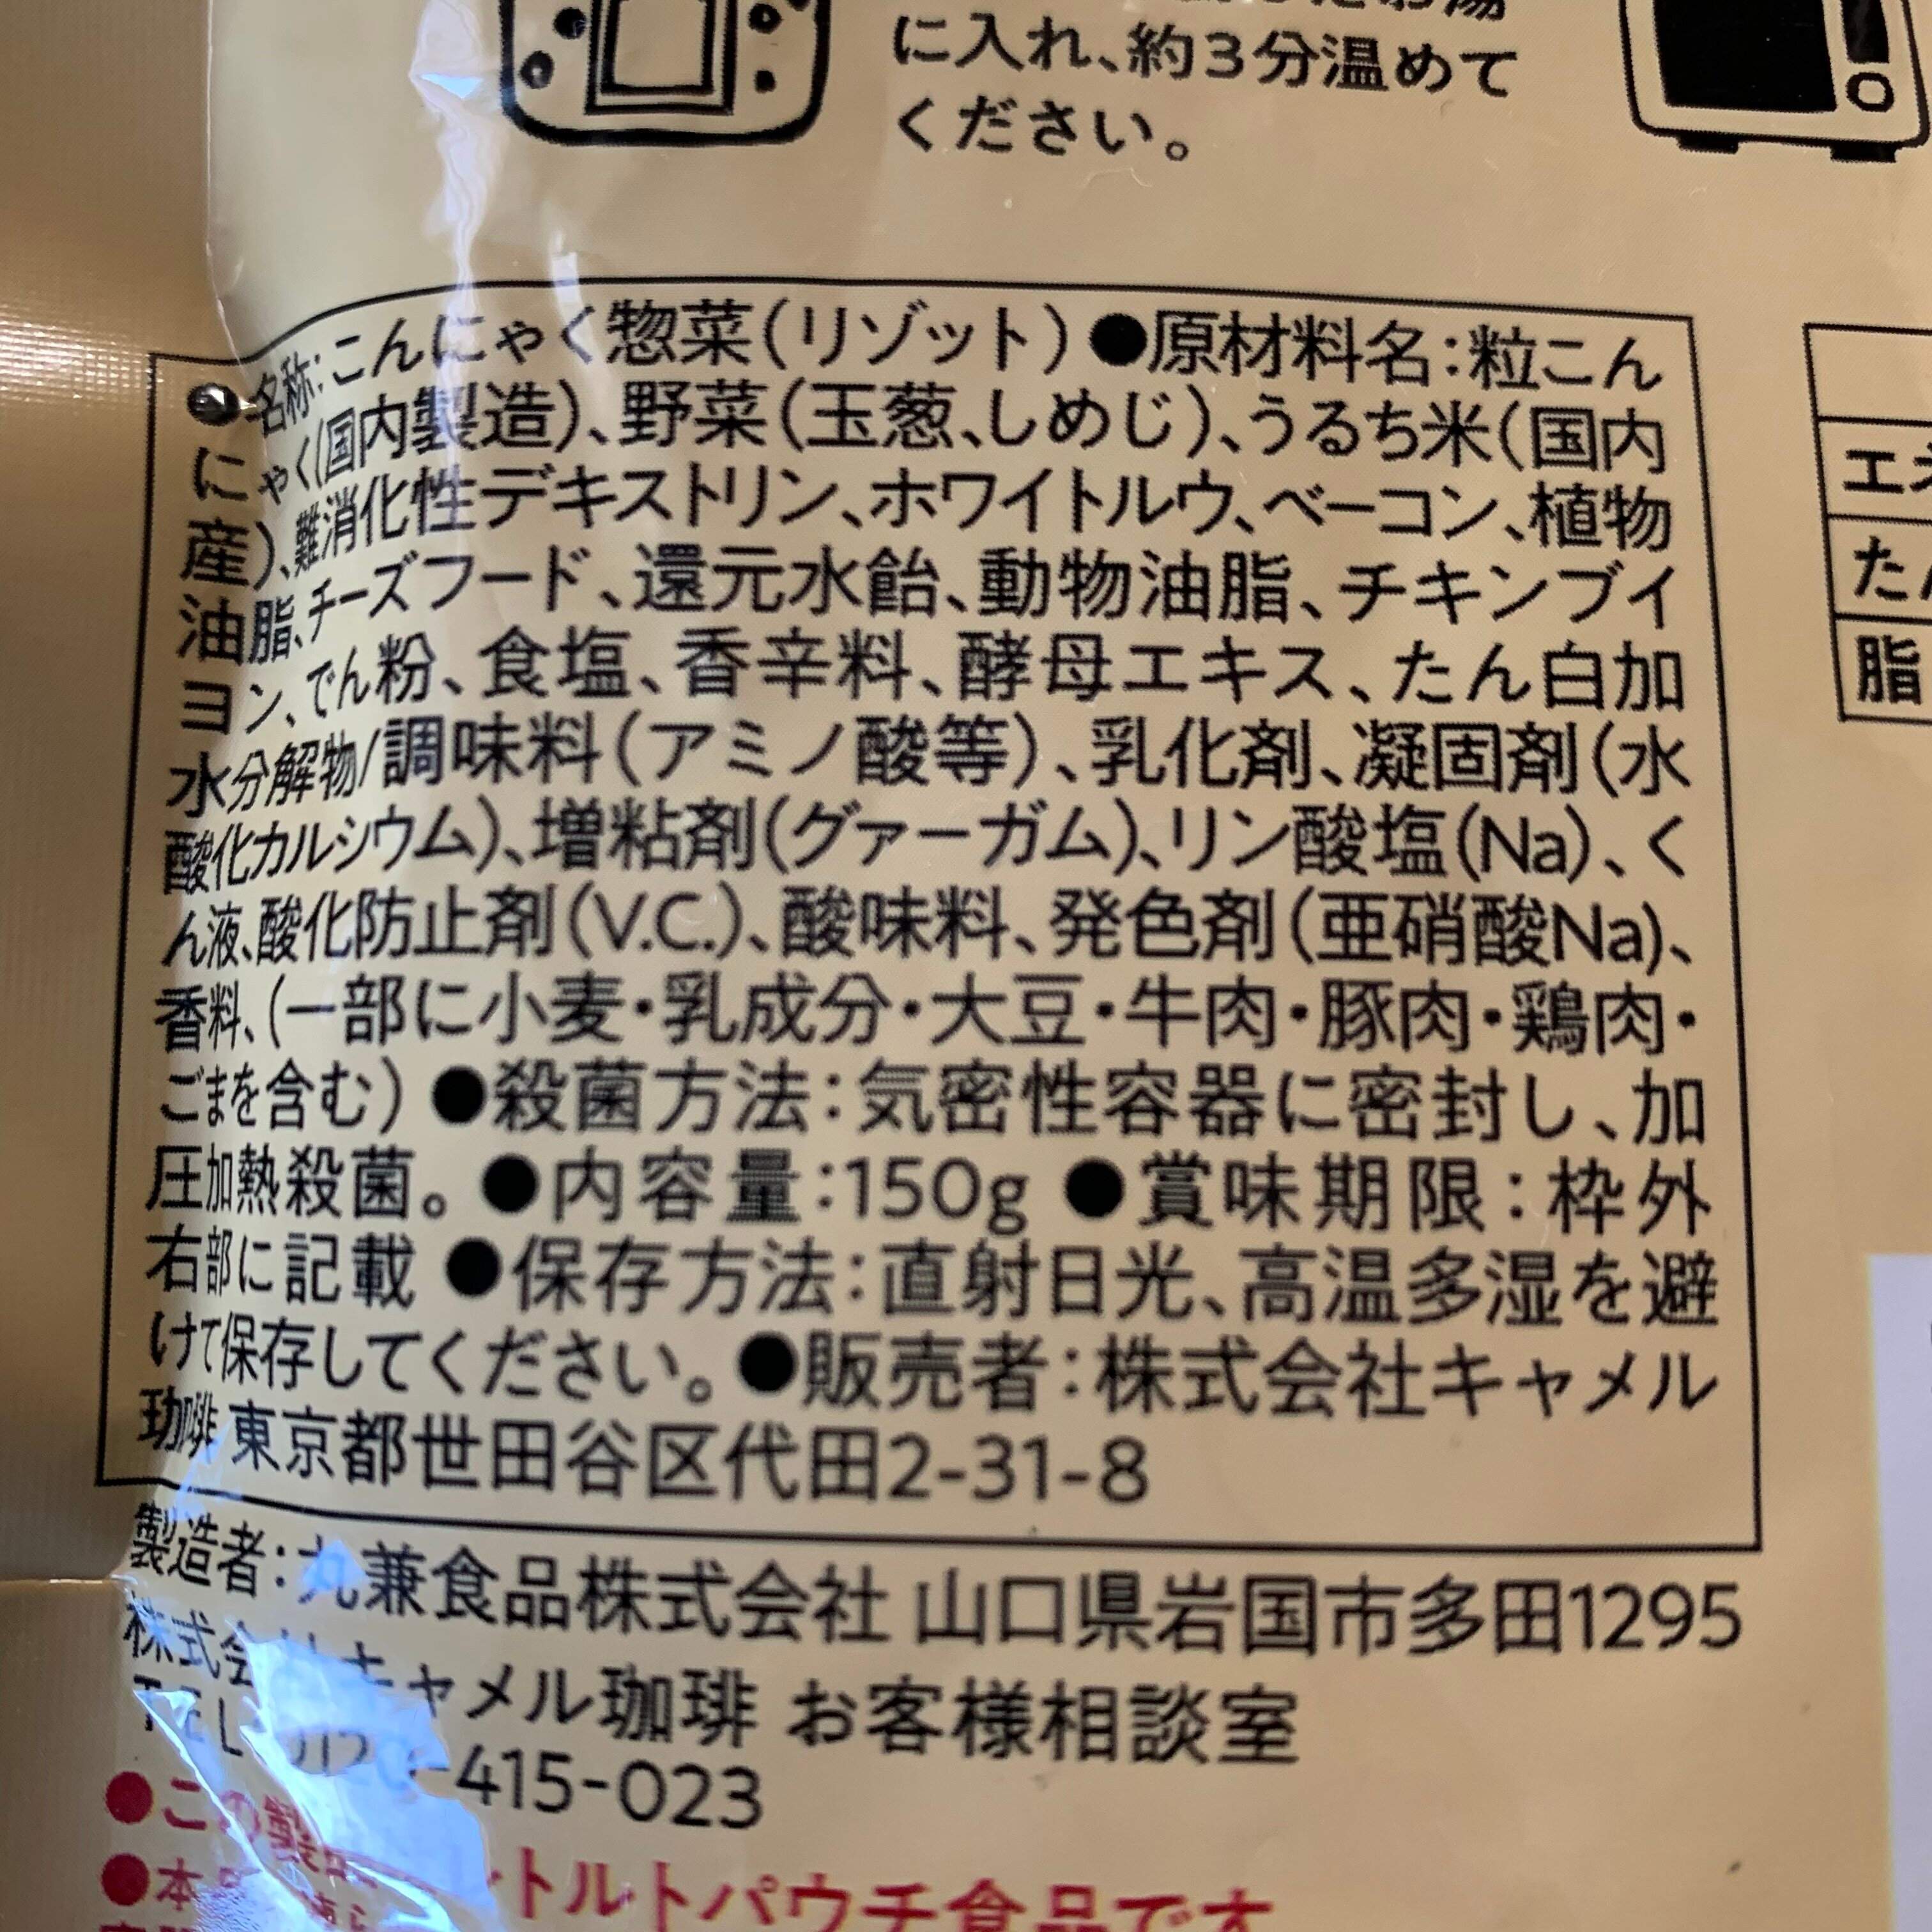 に入れ、約3分温めて
ください。
●名称：こんにゃく惣菜（リゾット）●原材料名：粒こん
にゃく（国内製造）、野菜（玉葱、しめじ）、うるち米（国内
産）、難消化性デキストリン、ホワイトルウ、ベーコン、植物
油脂、チーズフード、還元水飴、動物油脂、チキンブイ
ヨン、でん粉、食塩、香辛料、酵母エキス、たん白加
水分解物/調味料（アミノ酸等）、乳化剤、凝固剤（水
酸化カルシウム）、増粘剤（グァーガム）、リン酸塩（Na）、く
ん液、酸化防止剤（V.C.）、酸味料、発色剤（亜硝酸Na）、
香料、（一部に小麦・乳成分・大豆・牛肉・豚肉・鶏肉・
ごまを含む）●殺菌方法：気密性容器に密封し、加
圧加熱殺菌。●内容量：150g ●賞味期限：枠外
右部に記載 ●保存方法：直射日光、高温多湿を避
けて保存してください。●販売者：株式会社キャメル
珈琲 東京都世田谷区代田2-31-8
製造者：丸兼食品株式会社 山口県岩国市多田1295
株式会社キャメル珈琲 お客様相談室
TEL 0120-415-023
●この製品 トルトパウチ食品です
●本
たん
脂